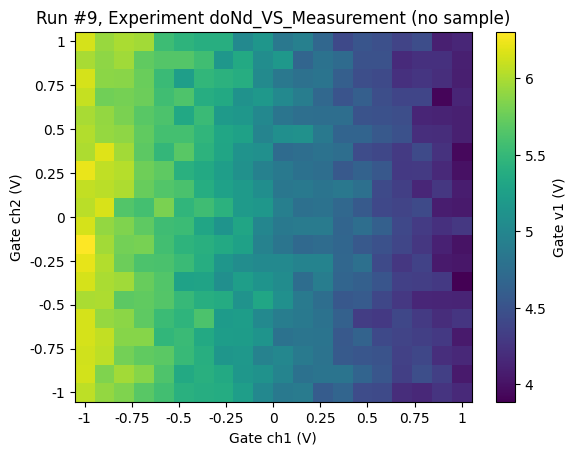 Run #9, Experiment doNd_VS_Measurement (no sample)
1
0.75
0.5
0.25
0
-0.25
-0.5
-0.75
-1
Gate ch2 (V)
-1 -0.75 -0.5 -0.25 0 0.25 0.5 0.75 1
Gate ch1 (V)
6
5.5
5
4.5
4
Gate v1 (V)